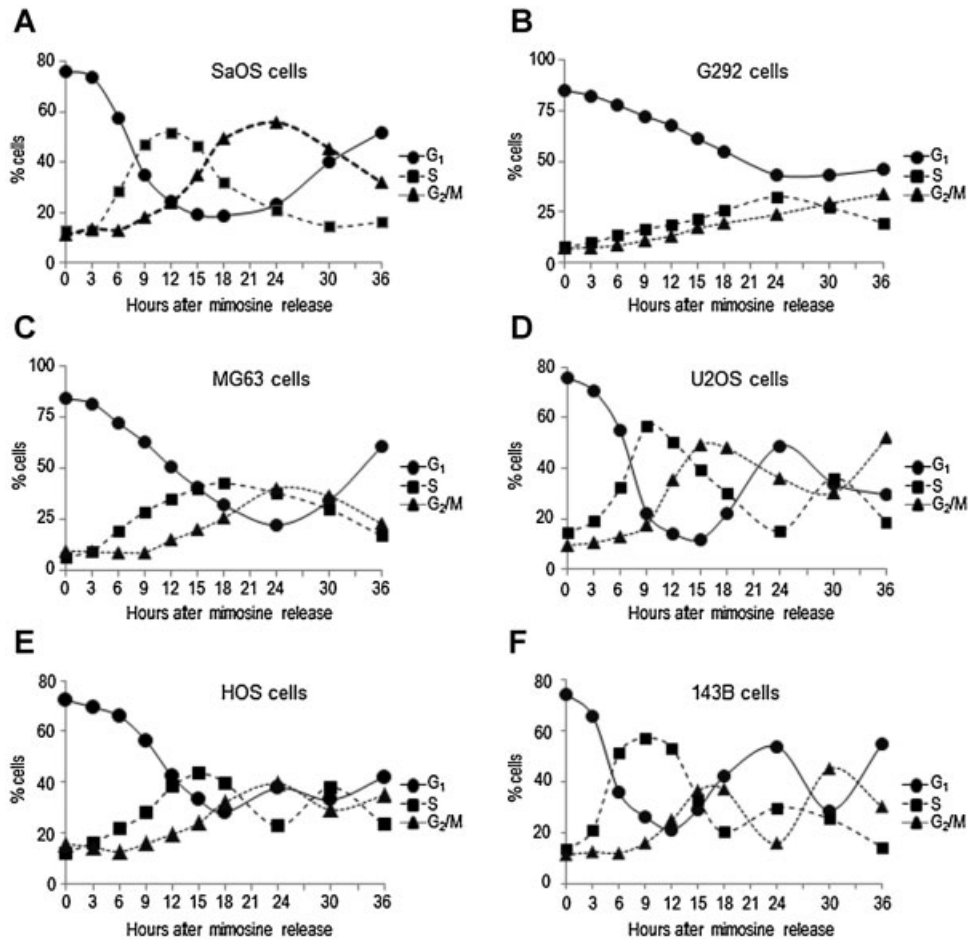 A
SaOS cells
80
60
40
20
0
% cells
0 3 6 9 12 15 18 24 30 36
Hours after mimosine release
G₁
S
G₂/M
B
G292 cells
100
75
50
25
0
% cells
0 3 6 9 12 15 18 24 30 36
Hours after mimosine release
G₁
S
G₂/M
C
MG63 cells
100
75
50
25
0
% cells
0 3 6 9 12 15 18 24 30 36
Hours after mimosine release
G₁
S
G₂/M
D
U2OS cells
80
60
40
20
0
% cells
0 3 6 9 12 15 18 24 30 36
Hours after mimosine release
G₁
S
G₂/M
E
HOS cells
80
60
40
20
0
% cells
0 3 6 9 12 15 18 24 30 36
Hours after mimosine release
G₁
S
G₂/M
F
143B cells
80
60
40
20
0
% cells
0 3 6 9 12 15 18 24 30 36
Hours after mimosine release
G₁
S
G₂/M